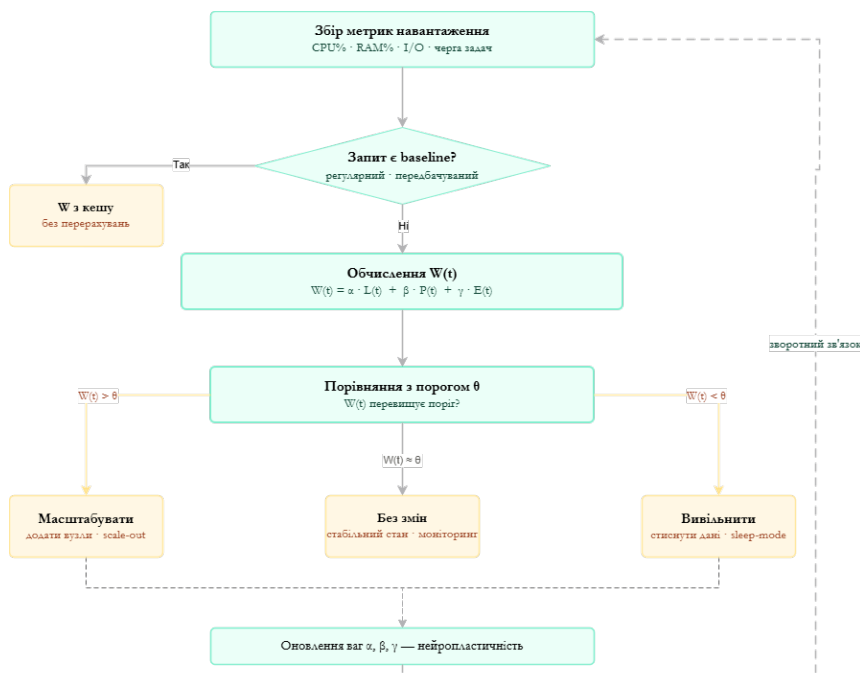 Збір метрик навантаження
CPU% · RAM% · I/O · черга задач
Запит є baseline?
регулярний · передбачуваний
Так
W з кешу
без перерахувань
Ні
Обчислення W(t)
W(t) = α · L(t) + β · P(t) + γ · E(t)
зворотний зв'язок
Порівняння з порогом θ
W(t) перевищує поріг?
W(t) > θ
W(t) < θ
W(t) ≈ θ
Масштабувати
додати вузли · scale-out
Без змін
стабільний стан · моніторинг
Вивільнити
стиснути дані · sleep-mode
Оновлення ваг α, β, γ — нейропластичність